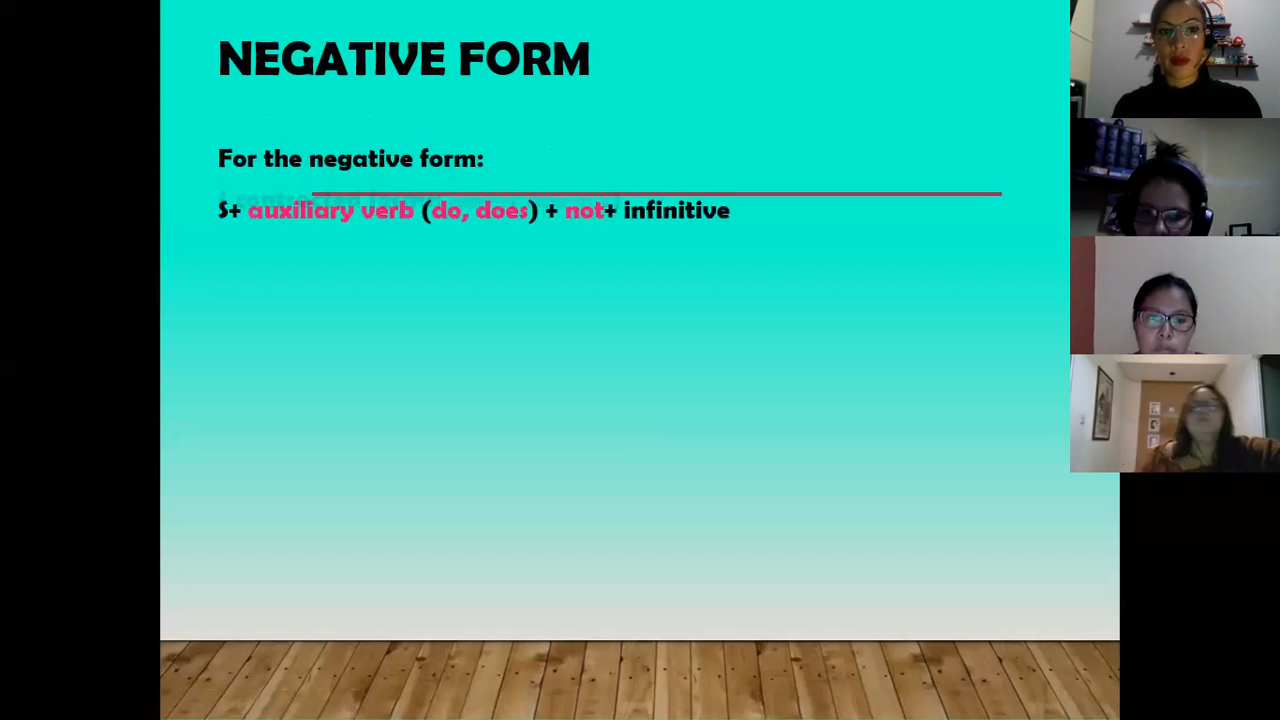 NEGATIVE FORM
For the negative form:
S+ auxiliary verb (do, does) + not+ infinitive